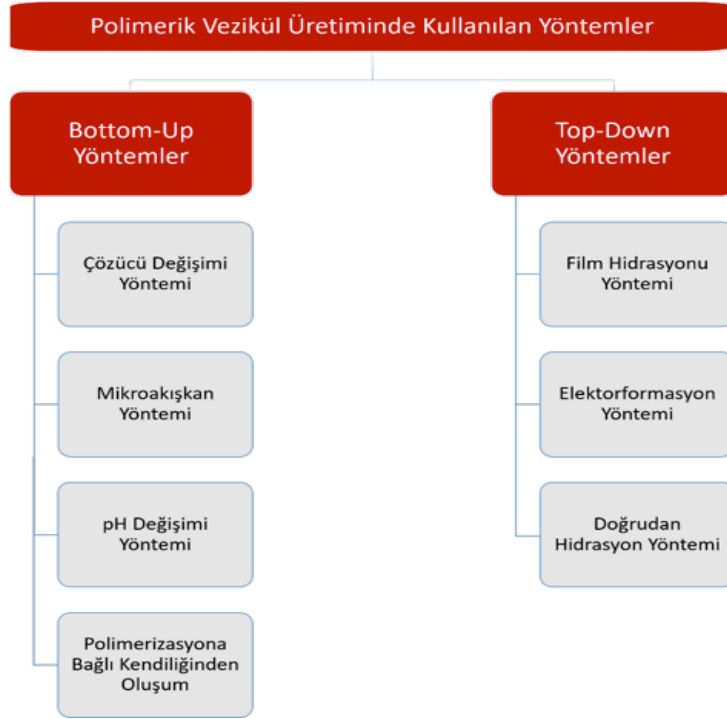 Polimerik Vezikül Üretiminde Kullanılan Yöntemler
Bottom-Up
Yöntemler
Çözücü Değişimi
Yöntemi
Mikroakışkan
Yöntemi
pH Değişimi
Yöntemi
Polimerizasyona
Bağlı Kendiliğinden
Oluşum
Top-Down
Yöntemler
Film Hidrasyonu
Yöntemi
Elektorformasyon
Yöntemi
Doğrudan
Hidrasyon Yöntemi